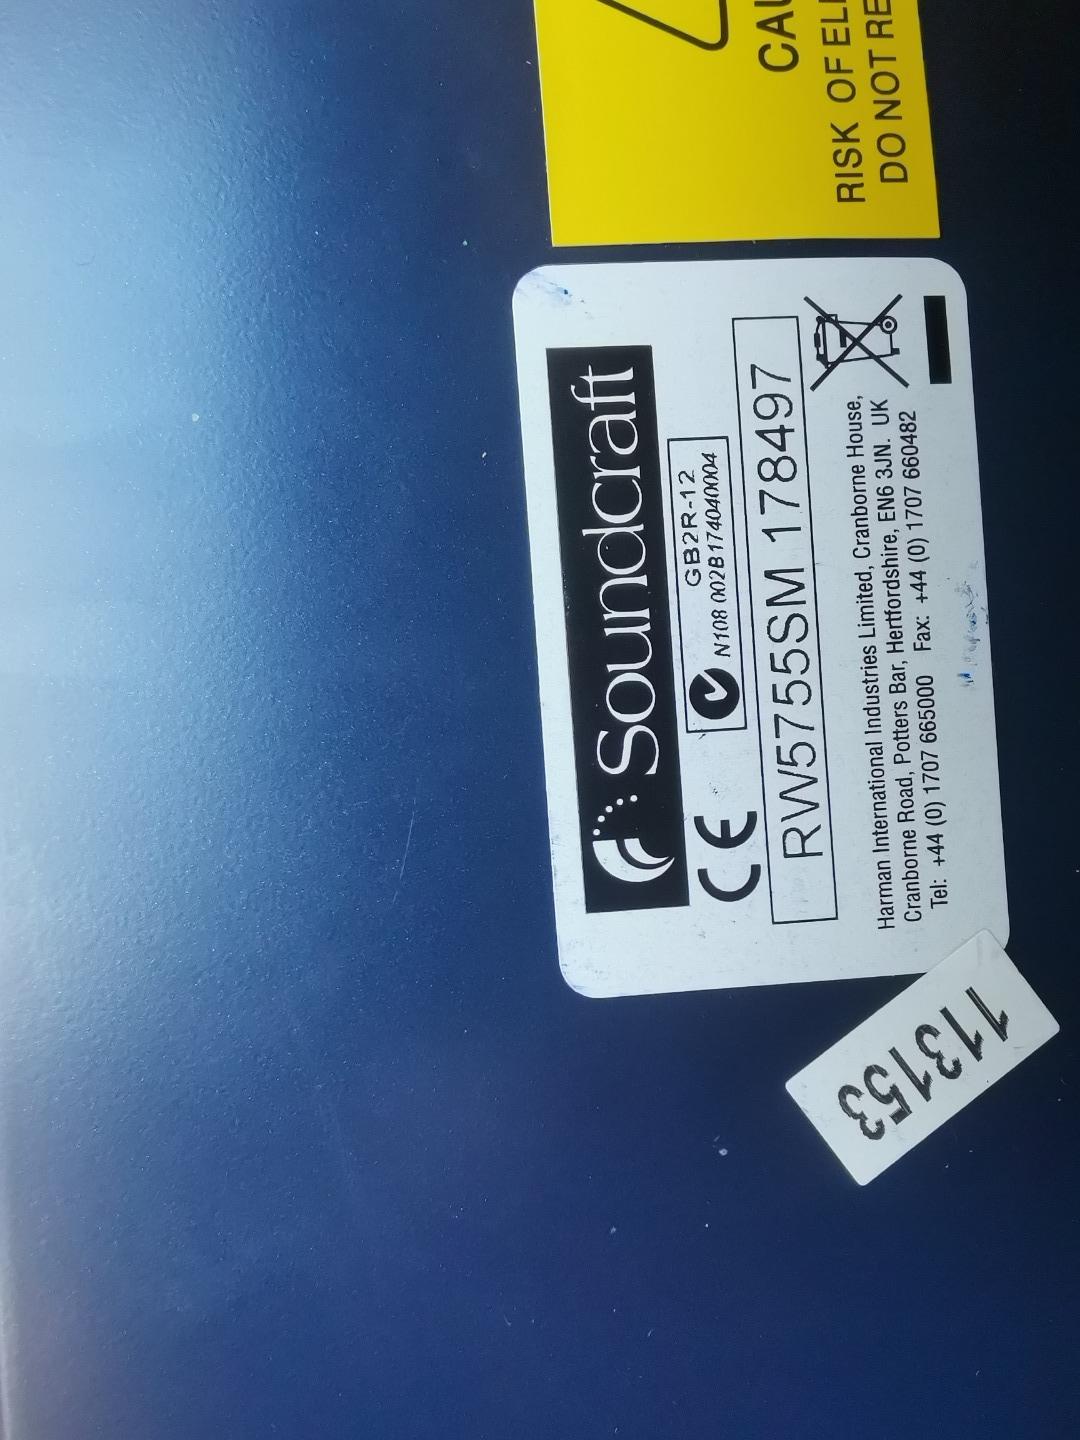 CAU
RISK OF ELE
DO NOT RE
Soundcraft
CE
GB2R-12
N108 002B174040004
RW5755SM 178497
Harman International Industries Limited, Cranborne House,
Cranborne Road, Potters Bar, Hertfordshire, EN6 3JN. UK
Tel: +44 (0) 1707 665000 Fax: +44 (0) 1707 660482
113153